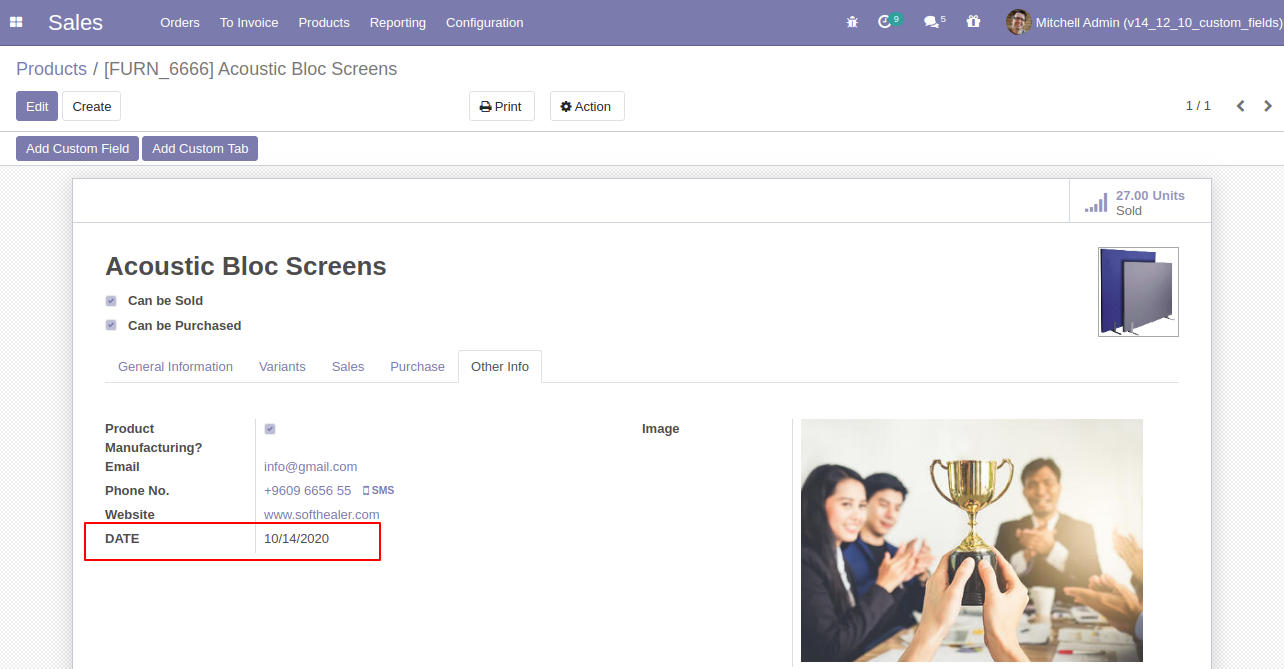 Sales Orders To Invoice Products Reporting Configuration 9 5 Mitchell Admin (v14_12_10_custom_fields)
Products / [FURN_6666] Acoustic Bloc Screens
Edit Create Print Action 1 / 1
Add Custom Field Add Custom Tab
27.00 Units
Sold
Acoustic Bloc Screens
Can be Sold
Can be Purchased
General Information Variants Sales Purchase Other Info
Product
Manufacturing?
Email info@gmail.com
Phone No. +9609 6656 55 SMS
Website www.softhealer.com
DATE 10/14/2020
Image